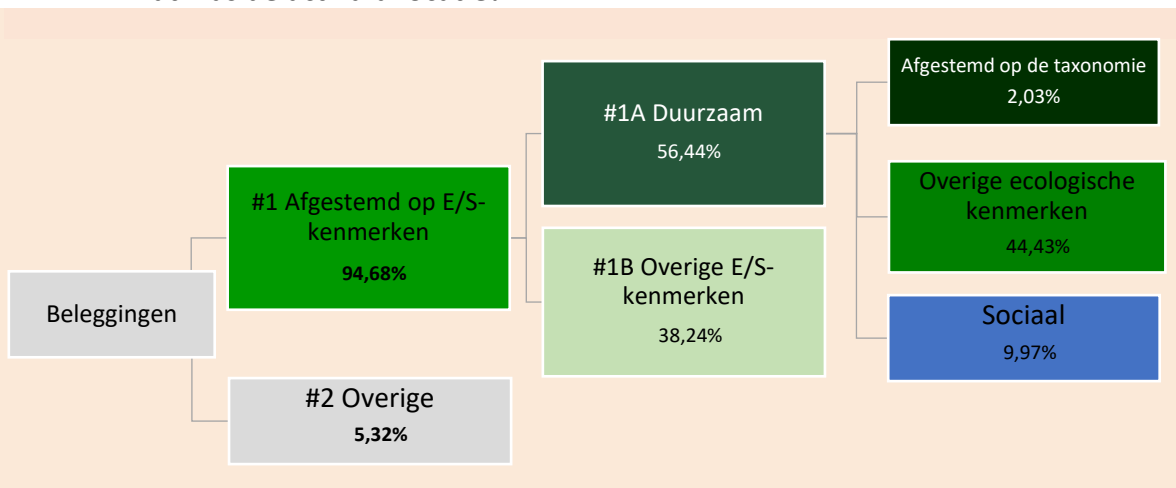 Afgestemd op de taxonomie
2,03%
#1A Duurzaam
56,44%
Overige ecologische
kenmerken
44,43%
#1 Afgestemd op E/S-
kenmerken
94,68%
#1B Overige E/S-
kenmerken
38,24%
Beleggingen
Sociaal
9,97%
#2 Overige
5,32%